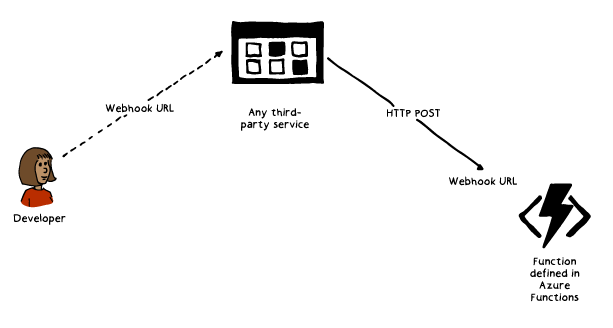 Webhook URL
Any third-
party service
HTTP POST
Webhook URL
Developer
Function
defined in
Azure
Functions